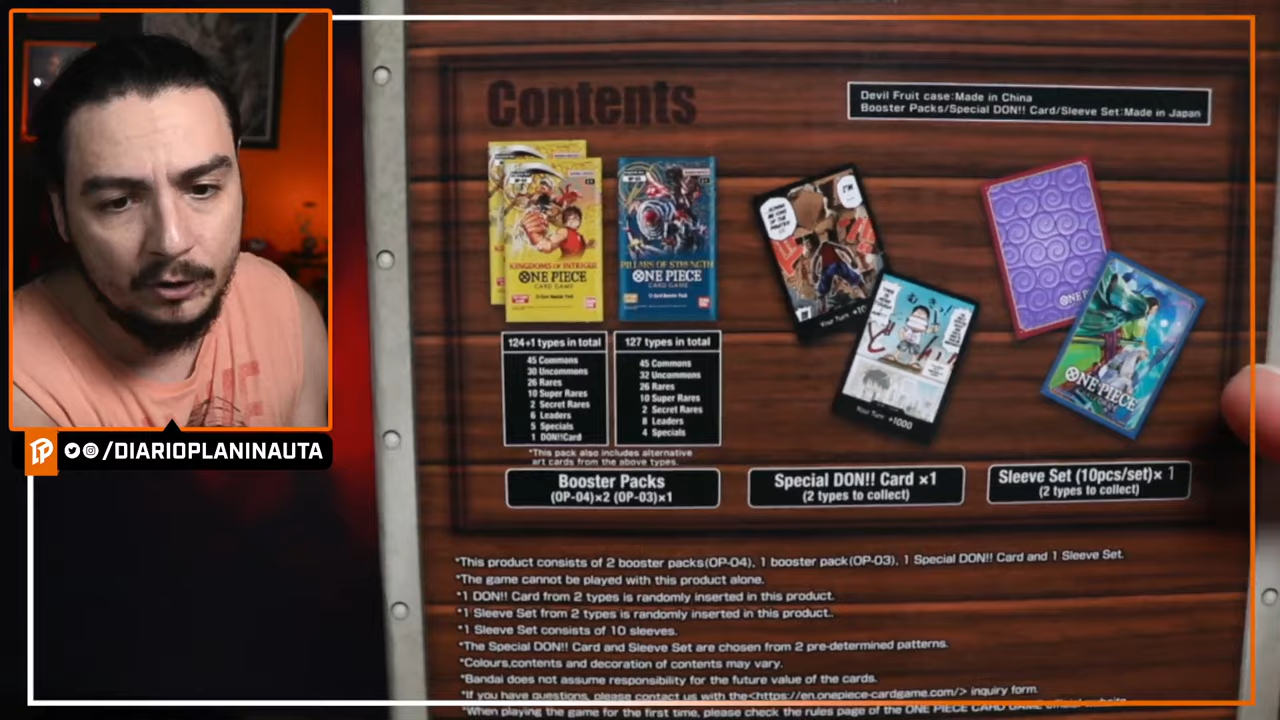 Contents
Devil Fruit case:Made in China
Booster Packs/Special DON!! Card/Sleeve Set:Made in Japan
KINGDOMS OF INTRIGUE
ONE PIECE
CARD GAME
PILLARS OF STRENGTH
ONE PIECE
CARD GAME
I'M
Your Turn +10
Your Turn +1000
ONE P
ONE PIECE
124+1 types in total
45 Commons
30 Uncommons
26 Rares
10 Super Rares
2 Secret Rares
6 Leaders
5 Specials
1 DON!!Card
127 types in total
45 Commons
32 Uncommons
26 Rares
10 Super Rares
2 Secret Rares
8 Leaders
4 Specials
*This pack also includes alternative
art cards from the above types.
Booster Packs
(OP-04)×2 (OP-03)×1
Special DON!! Card ×1
(2 types to collect)
Sleeve Set (10pcs/set)× 1
(2 types to collect)
/DIARIOPLANINAUTA
*This product consists of 2 booster packs(OP-04), 1 booster pack(OP-03), 1 Special DON!! Card and 1 Sleeve Set.
*The game cannot be played with this product alone.
*1 DON!! Card from 2 types is randomly inserted in this product.
*1 Sleeve Set from 2 types is randomly inserted in this product..
*1 Sleeve Set consists of 10 sleeves.
*The Special DON!! Card and Sleeve Set are chosen from 2 pre-determined patterns.
*Colours,contents and decoration of contents may vary.
*Bandai does not assume responsibility for the future value of the cards.
*If you have questions, please contact us with the<https://en.onepiece-cardgame.com/> inquiry form.
*When playing the game for the first time, please check the rules page of the ONE PIECE CARD GAME official website.